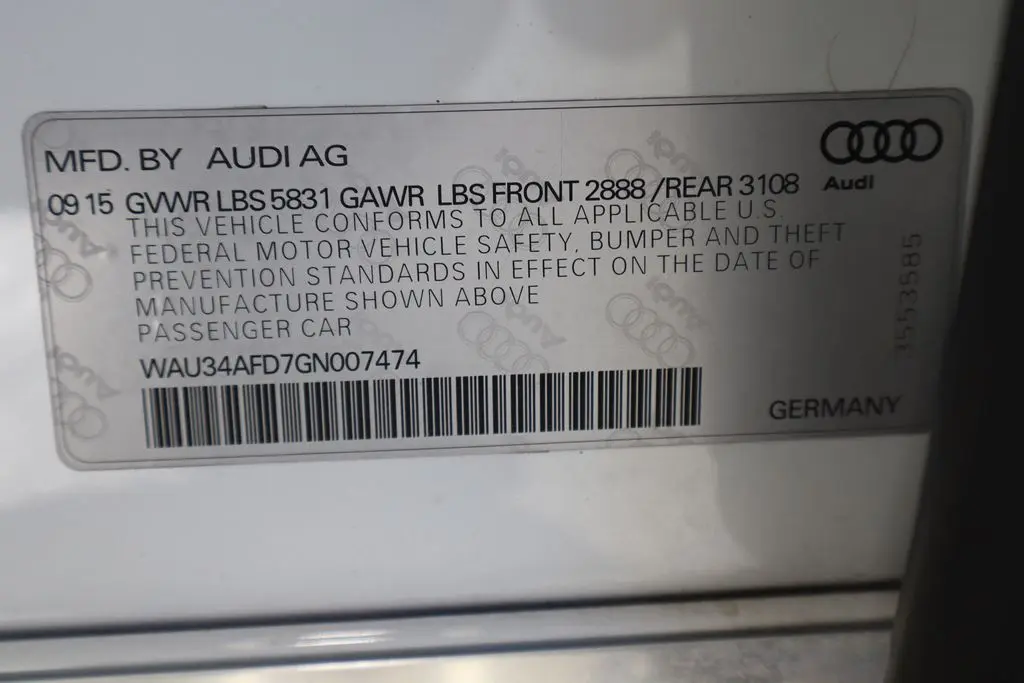 MFD. BY AUDI AG
Audi
09 15 GVWR LBS 5831 GAWR LBS FRONT 2888 /REAR 3108
THIS VEHICLE CONFORMS TO ALL APPLICABLE U.S.
FEDERAL MOTOR VEHICLE SAFETY, BUMPER AND THEFT
PREVENTION STANDARDS IN EFFECT ON THE DATE OF
MANUFACTURE SHOWN ABOVE
PASSENGER CAR
WAU34AFD7GN007474
GERMANY